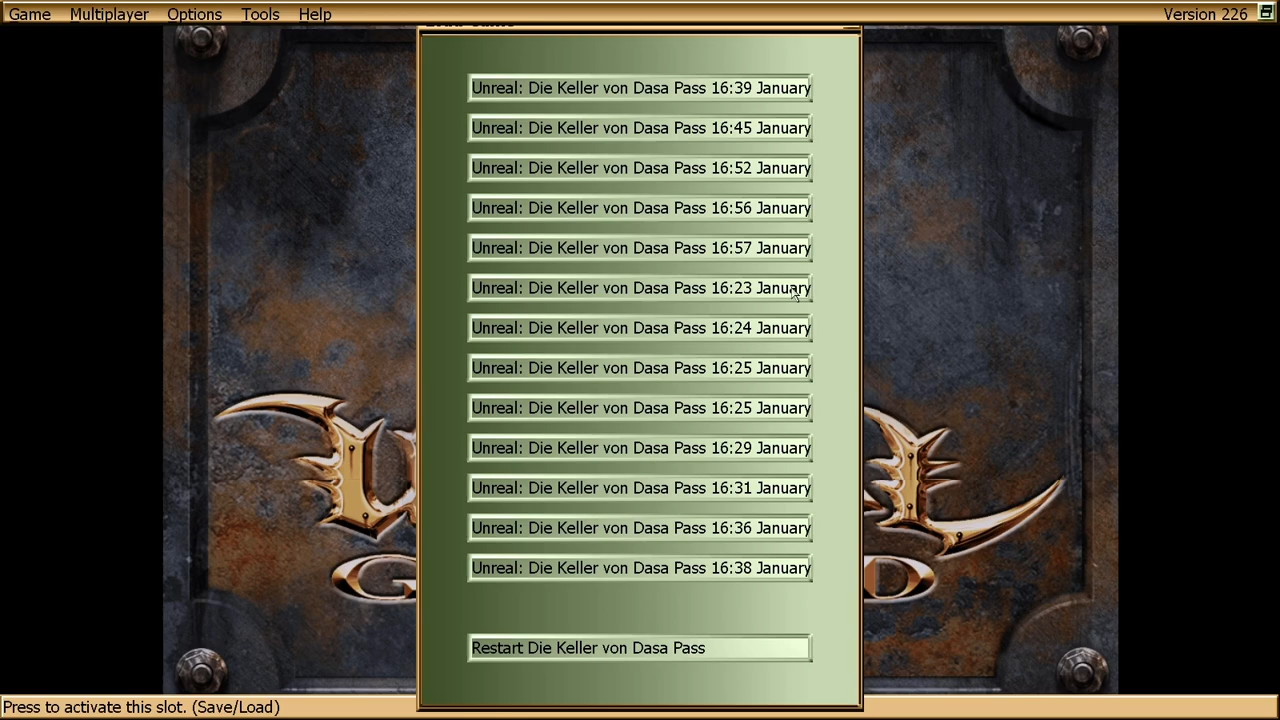 Game Multiplayer Options Tools Help Version 226
Unreal: Die Keller von Dasa Pass 16:39 January
Unreal: Die Keller von Dasa Pass 16:45 January
Unreal: Die Keller von Dasa Pass 16:52 January
Unreal: Die Keller von Dasa Pass 16:56 January
Unreal: Die Keller von Dasa Pass 16:57 January
Unreal: Die Keller von Dasa Pass 16:23 January
Unreal: Die Keller von Dasa Pass 16:24 January
Unreal: Die Keller von Dasa Pass 16:25 January
Unreal: Die Keller von Dasa Pass 16:25 January
Unreal: Die Keller von Dasa Pass 16:29 January
Unreal: Die Keller von Dasa Pass 16:31 January
Unreal: Die Keller von Dasa Pass 16:36 January
Unreal: Die Keller von Dasa Pass 16:38 January
Restart Die Keller von Dasa Pass
Press to activate this slot. (Save/Load)